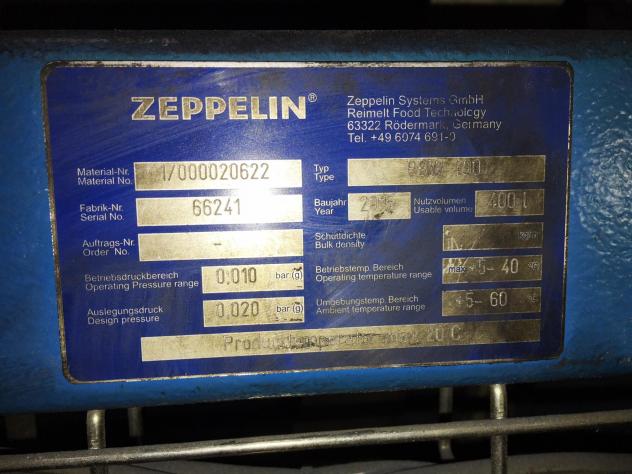 ZEPPELIN®
Zeppelin Systems GmbH
Reimelt Food Technology
63322 Rödermark, Germany
Tel. +49 6074 691-0
Material-Nr.
Material No.
1/000020622
Typ
Type
Fabrik-Nr.
Serial No.
66241
Baujahr
Year
Nutzvolumen
Usable volume
400 l
Auftrags-Nr.
Order No.
-
Schüttdichte
Bulk density
Betriebsdruckbereich
Operating Pressure range
0,010 bar (g)
Betriebstemp. Bereich
Operating temperature range
+5- 40
Auslegungsdruck
Design pressure
0,020 bar (g)
Umgebungstemp. Bereich
Ambient temperature range
+5- 60
20°C